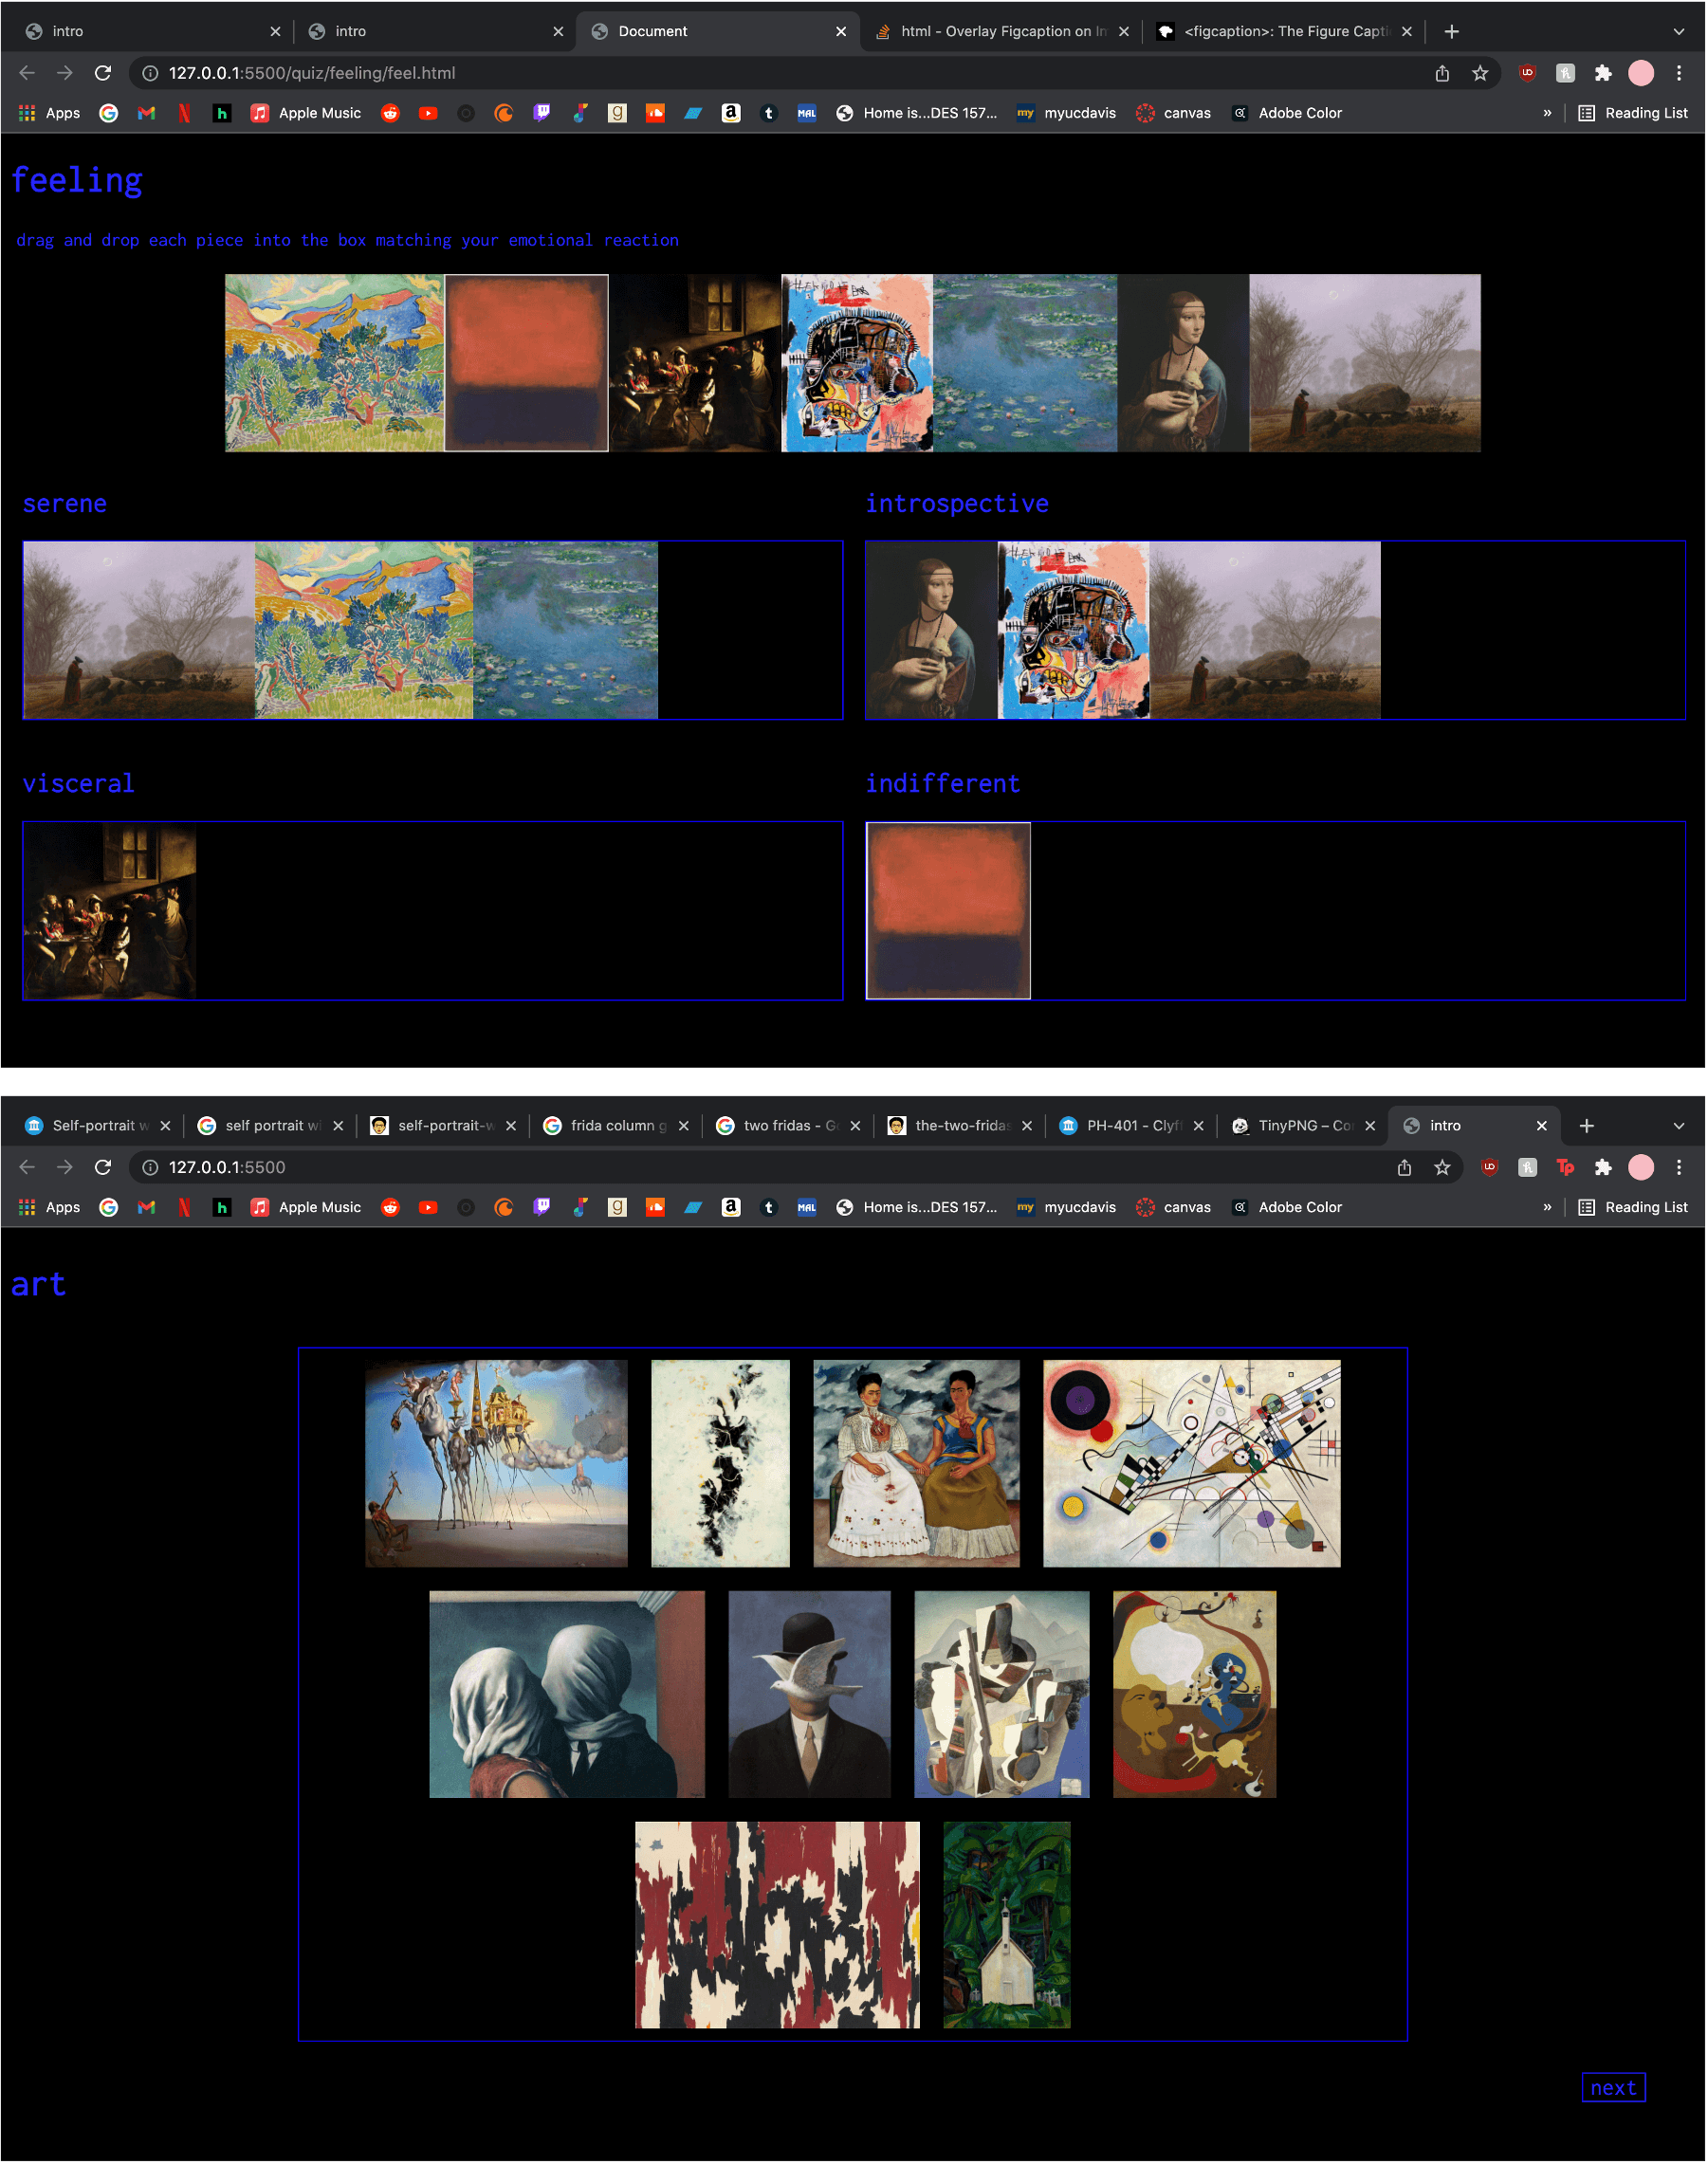 intro intro Document html - Overlay Figcaption on Im <figcaption>: The Figure Capti
127.0.0.1:5500/quiz/feeling/feel.html
Apps Apple Music Home is...DES 157... myucdavis canvas Adobe Color » Reading List
feeling
drag and drop each piece into the box matching your emotional reaction
serene introspective
visceral indifferent
Self-portrait w self portrait wi self-portrait-w frida column g two fridas - Go the-two-fridas PH-401 - Clyff TinyPNG – Con intro
127.0.0.1:5500
Apps Apple Music Home is...DES 157... myucdavis canvas Adobe Color » Reading List
art
next